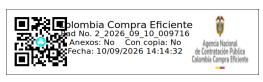 olombia Compra Eficiente
ad No. 2_2026_09_10_009716
Anexos: No Con copia: No
Fecha: 10/09/2026 14:14:32
Agencia Nacional
de Contratación Pública
Colombia Compra Eficiente